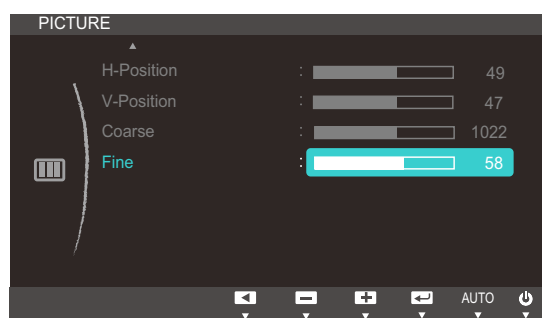 PICTURE
H-Position : 49
V-Position : 47
Coarse : 1022
Fine : 58
AUTO